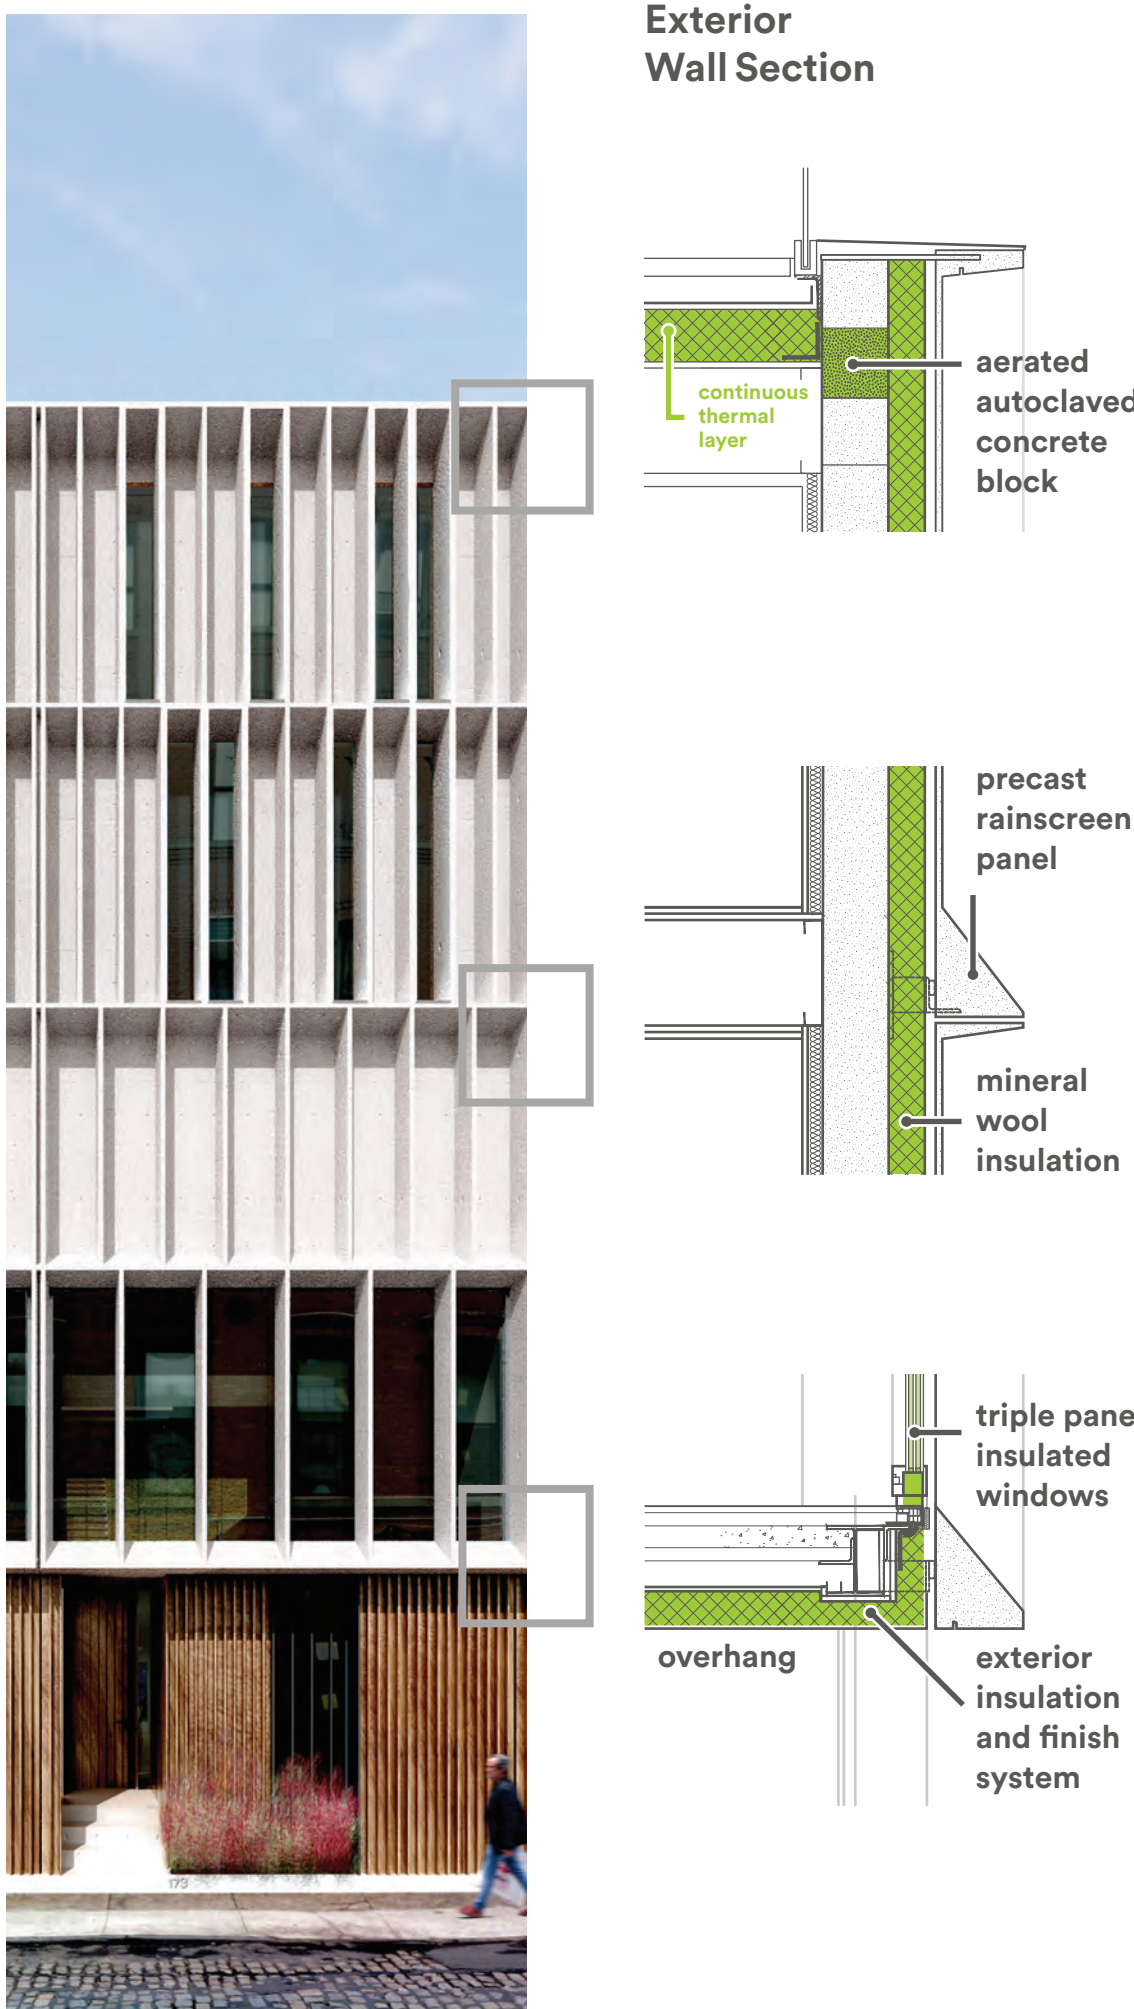 Exterior
Wall Section
continuous
thermal
layer
aerated
autoclaved
concrete
block
precast
rainscreen
panel
mineral
wool
insulation
triple pane
insulated
windows
overhang
exterior
insulation
and finish
system
173